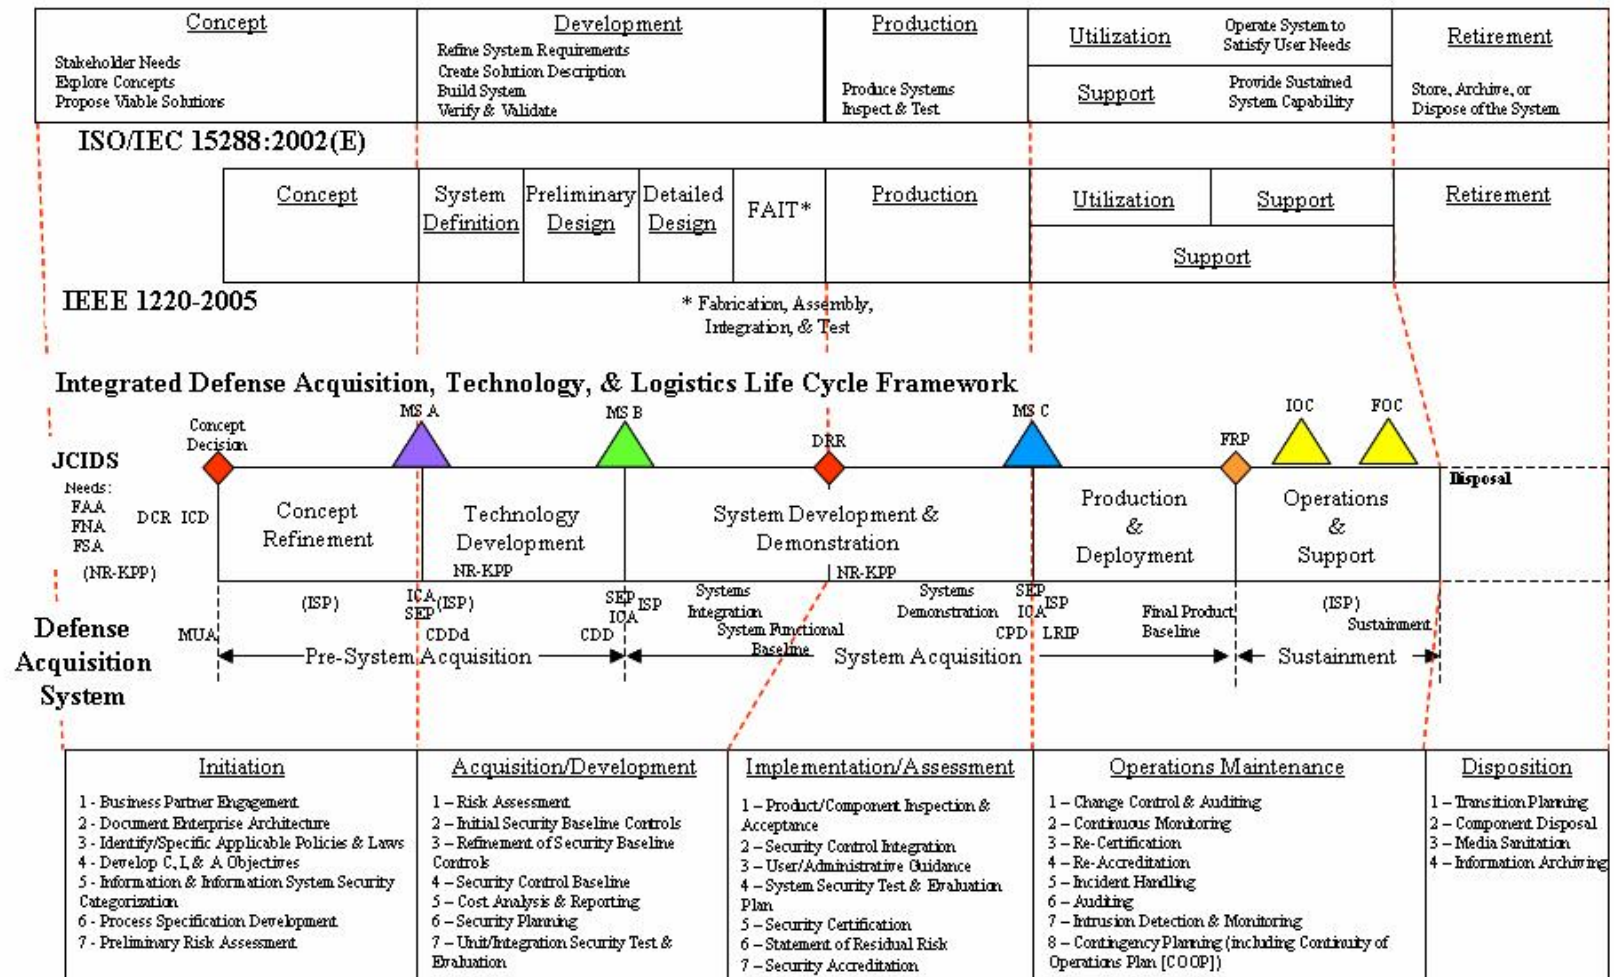 Concept
Stakeholder Needs
Explore Concepts
Propose Viable Solutions
Development
Refine System Requirements
Create Solution Description
Build System
Verify & Validate
Production
Produce Systems
Inspect & Test
Utilization
Operate System to
Satisfy User Needs
Support
Provide Sustained
System Capability
Retirement
Store, Archive, or
Dispose of the System
ISO/IEC 15288:2002(E)
Concept
System
Definition
Preliminary
Design
Detailed
Design
FAIT*
Production
Utilization
Support
Support
Retirement
IEEE 1220-2005
* Fabrication, Assembly,
Integration, & Test
Integrated Defense Acquisition, Technology, & Logistics Life Cycle Framework
Concept
Decision
MS A
MS B
DRR
MS C
FRP
IOC
FOC
JCIDS
Needs:
FAA
FNA
FSA
(NR-KPP)
DCR ICD
Concept
Refinement
Technology
Development
NR-KPP
System Development &
Demonstration
NR-KPP
Production
&
Deployment
Operations
&
Support
Disposal
Defense
Acquisition
System
MUA
(ISP)
ICA
SEP
(ISP)
CDDd
CDD
SEP
ICA
ISP
Systems
Integration
System Functional
Baseline
Systems
Demonstration
SEP
ICA
ISP
CPD
LRIP
Final Product
Baseline
(ISP)
Sustainment
Pre-System Acquisition
System Acquisition
Sustainment
Initiation
1 - Business Partner Engagement
2 - Document Enterprise Architecture
3 - Identify/Specific Applicable Policies & Laws
4 - Develop C, I, & A Objectives
5 - Information & Information System Security
Categorization
6 - Process Specification Development
7 - Preliminary Risk Assessment
Acquisition/Development
1 – Risk Assessment
2 – Initial Security Baseline Controls
3 – Refinement of Security Baseline
Controls
4 – Security Control Baseline
5 – Cost Analysis & Reporting
6 – Security Planning
7 – Unit/Integration Security Test &
Evaluation
Implementation/Assessment
1 – Product/Component Inspection &
Acceptance
2 – Security Control Integration
3 – User/Administrative Guidance
4 – System Security Test & Evaluation
Plan
5 – Security Certification
6 – Statement of Residual Risk
7 – Security Accreditation
Operations Maintenance
1 – Change Control & Auditing
2 – Continuous Monitoring
3 – Re-Certification
4 – Re-Accreditation
5 – Incident Handling
6 – Auditing
7 – Intrusion Detection & Monitoring
8 – Contingency Planning (including Continuity of
Operations Plan [COOP])
Disposition
1 – Transition Planning
2 – Component Disposal
3 – Media Sanitation
4 – Information Archiving